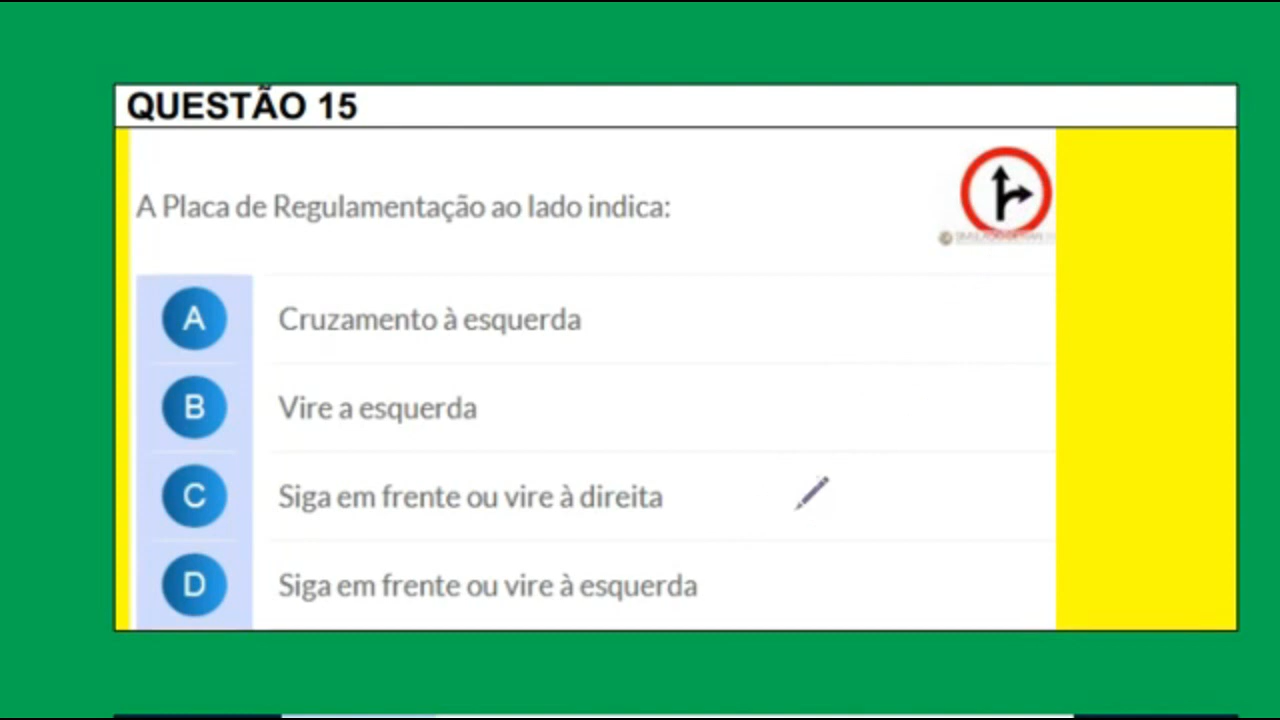 QUESTÃO 15
A Placa de Regulamentação ao lado indica:
A Cruzamento à esquerda
B Vire a esquerda
C Siga em frente ou vire à direita
D Siga em frente ou vire à esquerda